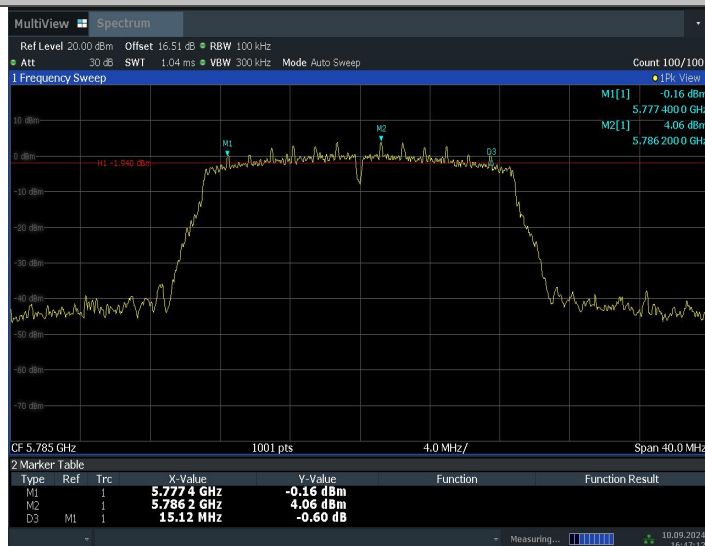 MultiView Spectrum
Ref Level 20.00 dBm Offset 16.51 dB RBW 100 kHz
Att 30 dB SWT 1.04 ms VBW 300 kHz Mode Auto Sweep Count 100/100
1 Frequency Sweep 1Pk View
M1[1] -0.16 dBm
5.777 400 0 GHz
M2[1] 4.06 dBm
5.786 200 0 GHz
10 dBm
M2
M1
D3
0 dBm
H1 -1.940 dBm
-10 dBm
-20 dBm
-30 dBm
-40 dBm
-50 dBm
-60 dBm
-70 dBm
CF 5.785 GHz 1001 pts 4.0 MHz/ Span 40.0 MHz
2 Marker Table
Type Ref Trc X-Value Y-Value Function Function Result
M1 1 5.7774 GHz -0.16 dBm
M2 1 5.7862 GHz 4.06 dBm
D3 M1 1 15.12 MHz -0.60 dB
Measuring... 10.09.2024
16:47:12